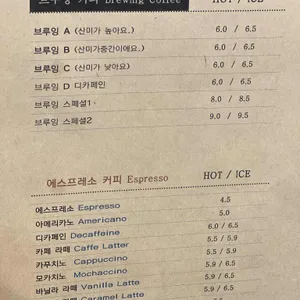 브루잉 커피 Brewing Coffee HOT / ICE
브루잉 A (산미가 높아요.) 6.0 / 6.5
브루잉 B (산미가중간이에요.) 6.0 / 6.5
브루잉 C (산미가 낮아요) 6.0 / 6.5
브루잉 D 디카페인 6.0 / 6.5
브루잉 스페셜1 8.0 / 8.5
브루잉 스페셜2 9.0 / 9.5
에스프레소 커피 Espresso HOT / ICE
에스프레소 Espresso 4.5
아메리카노 Americano 5.0
디카페인 Decaffeine 6.0 / 6.5
카페 라떼 Caffe Latter 5.5 / 5.9
카푸치노 Cappuccino 5.5 / 5.9
모카치노 Mochaccino 5.9 / 6.5
바닐라 라떼 Vanilla Latte 5.9 / 6.5
Caramel Latte 5.9 / 6.5